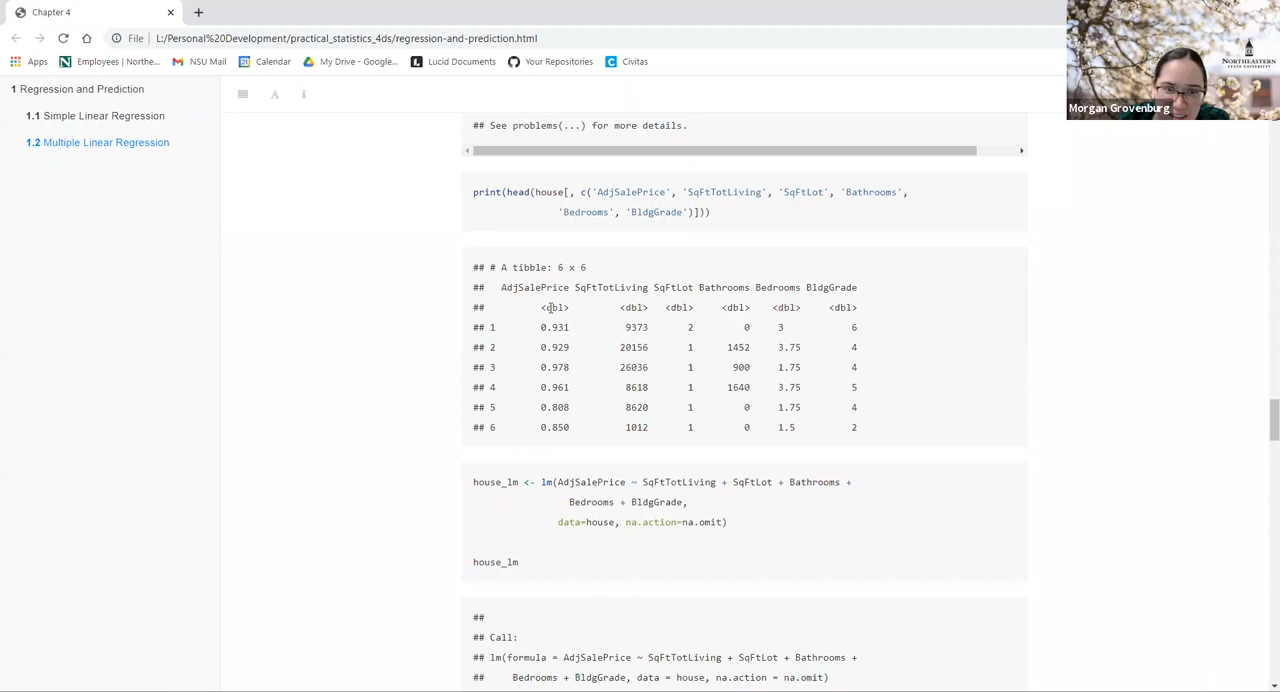 Chapter 4
File
L:/Personal%20Development/practical_statistics_4ds/regression-and-prediction.html
Apps
Employees | Northe...
NSU Mail
Calendar
My Drive - Google...
Lucid Documents
Your Repositories
Civitas
NORTHEASTERN
STATE UNIVERSITY
Morgan Grovenburg
1 Regression and Prediction
1.1 Simple Linear Regression
1.2 Multiple Linear Regression
## See problems(...) for more details.
print(head(house[, c('AdjSalePrice', 'SqFtTotLiving', 'SqFtLot', 'Bathrooms',
'Bedrooms', 'BldgGrade')]))
## # A tibble: 6 x 6
## AdjSalePrice SqFtTotLiving SqFtLot Bathrooms Bedrooms BldgGrade
## <dbl> <dbl> <dbl> <dbl> <dbl> <dbl>
## 1 0.931 9373 2 0 3 6
## 2 0.929 20156 1 1452 3.75 4
## 3 0.978 26036 1 900 1.75 4
## 4 0.961 8618 1 1640 3.75 5
## 5 0.808 8620 1 0 1.75 4
## 6 0.850 1012 1 0 1.5 2
house_lm <- lm(AdjSalePrice ~ SqFtTotLiving + SqFtLot + Bathrooms +
Bedrooms + BldgGrade,
data=house, na.action=na.omit)
house_lm
##
## Call:
## lm(formula = AdjSalePrice ~ SqFtTotLiving + SqFtLot + Bathrooms +
## Bedrooms + BldgGrade, data = house, na.action = na.omit)